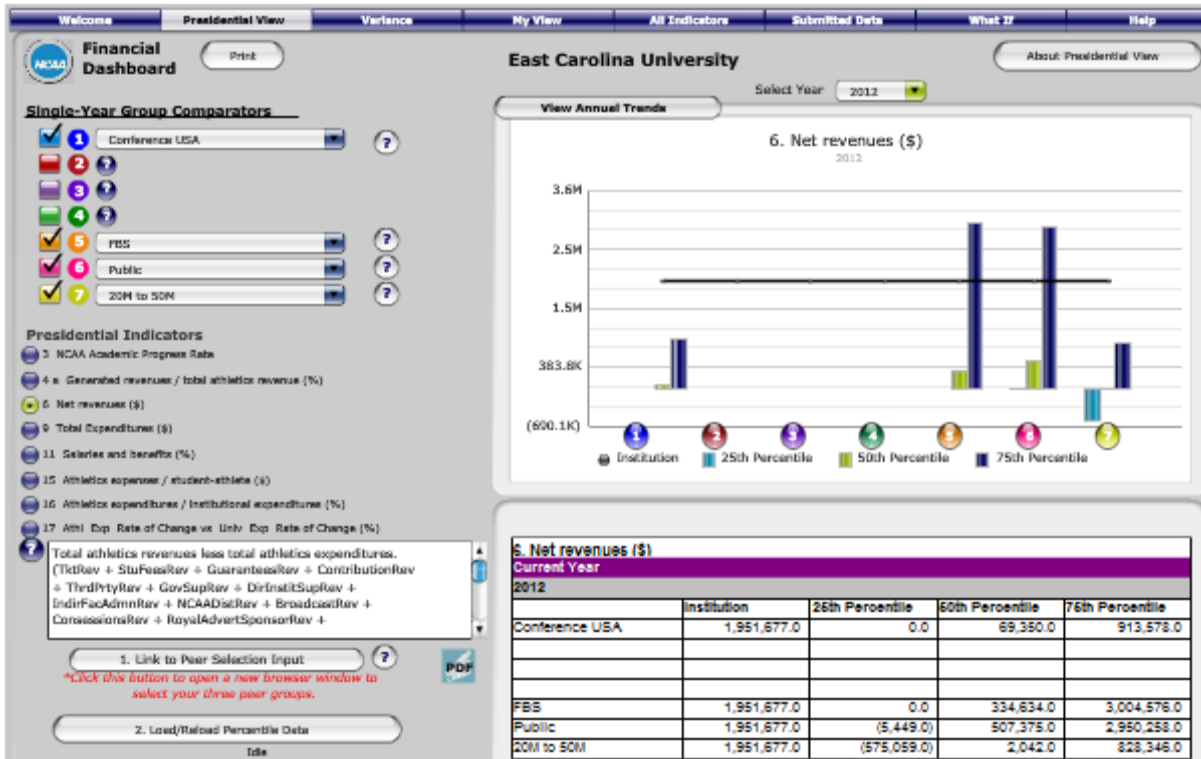 Welcome Presidential View Variance My View All Indicators Submitted Data What If Help
NCAA
Financial
Dashboard
Print
East Carolina University
About Presidential View
Select Year 2012
Single-Year Group Comparators
1 Conference USA ?
2 ?
3 ?
4 ?
5 FBS ?
6 Public ?
7 20M to 50M ?
Presidential Indicators
3 NCAA Academic Progress Rate
4 a Generated revenues / total athletics revenue (%)
6 Net revenues ($)
9 Total Expenditures ($)
11 Salaries and benefits (%)
15 Athletics expenses / student-athlete ($)
16 Athletics expenditures / Institutional expenditures (%)
17 Athl Exp Rate of Change vs Univ Exp Rate of Change (%)
?
Total athletics revenues less total athletics expenditures.
(TktRev + StuFeesRev + GuaranteesRev + ContributionRev
+ ThrdPrtyRev + GovSupRev + DirInstitSupRev +
IndirFacAdmnRev + NCAADistRev + BroadcastRev +
ConsessionsRev + RoyalAdvertSponsorRev +
1. Link to Peer Selection Input ?
PDF
*Click this button to open a new browser window to
select your three peer groups.
2. Load/Reload Percentile Data
Idle
View Annual Trends
6. Net revenues ($)
2012
3.6M
2.5M
1.5M
383.8K
(690.1K)
1 2 3 4 5 6 7
Institution 25th Percentile 50th Percentile 75th Percentile
6. Net revenues ($)
Current Year
2012
Institution 25th Percentile 50th Percentile 75th Percentile
Conference USA 1,951,677.0 0.0 69,350.0 913,578.0
FBS 1,951,677.0 0.0 334,634.0 3,004,576.0
Public 1,951,677.0 (5,449.0) 507,375.0 2,950,258.0
20M to 50M 1,951,677.0 (575,059.0) 2,042.0 828,346.0